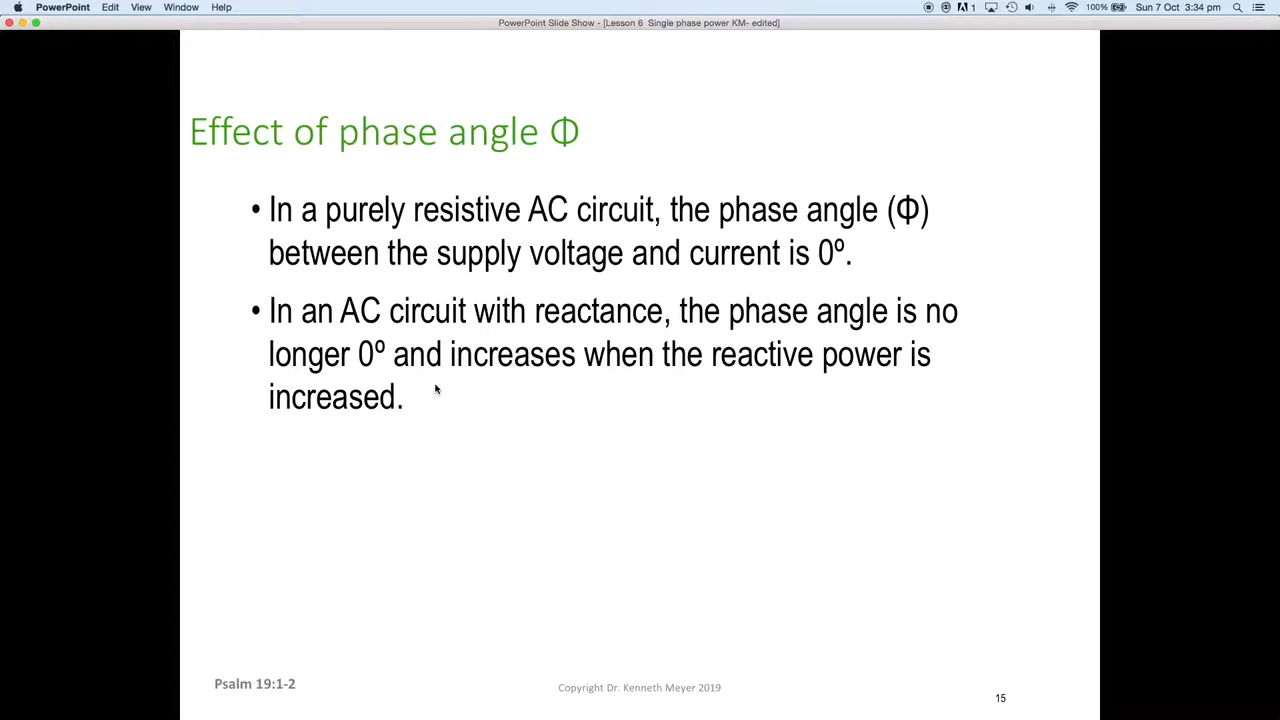 PowerPoint Edit View Window Help 1 100% Sun 7 Oct 3:34 pm
PowerPoint Slide Show - [Lesson 6 Single phase power KM- edited]
Effect of phase angle Φ
• In a purely resistive AC circuit, the phase angle (Φ)
between the supply voltage and current is 0º.
• In an AC circuit with reactance, the phase angle is no
longer 0º and increases when the reactive power is
increased.
Psalm 19:1-2
Copyright Dr. Kenneth Meyer 2019
15